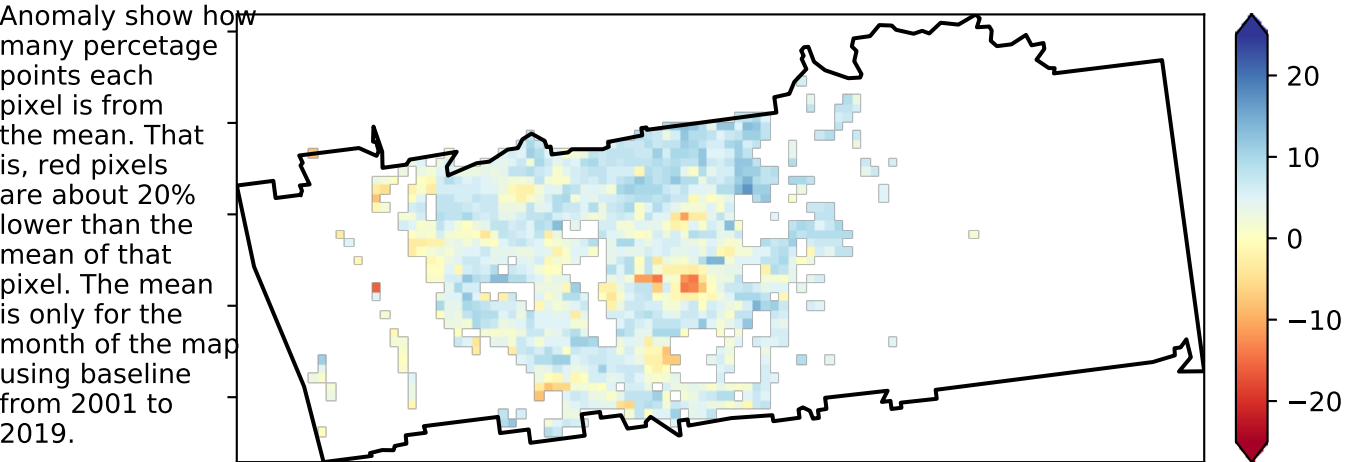 Anomaly show how
many percetage
points each
pixel is from
the mean. That
is, red pixels
are about 20%
lower than the
mean of that
pixel. The mean
is only for the
month of the map
using baseline
from 2001 to
2019.
20
10
0
−10
−20